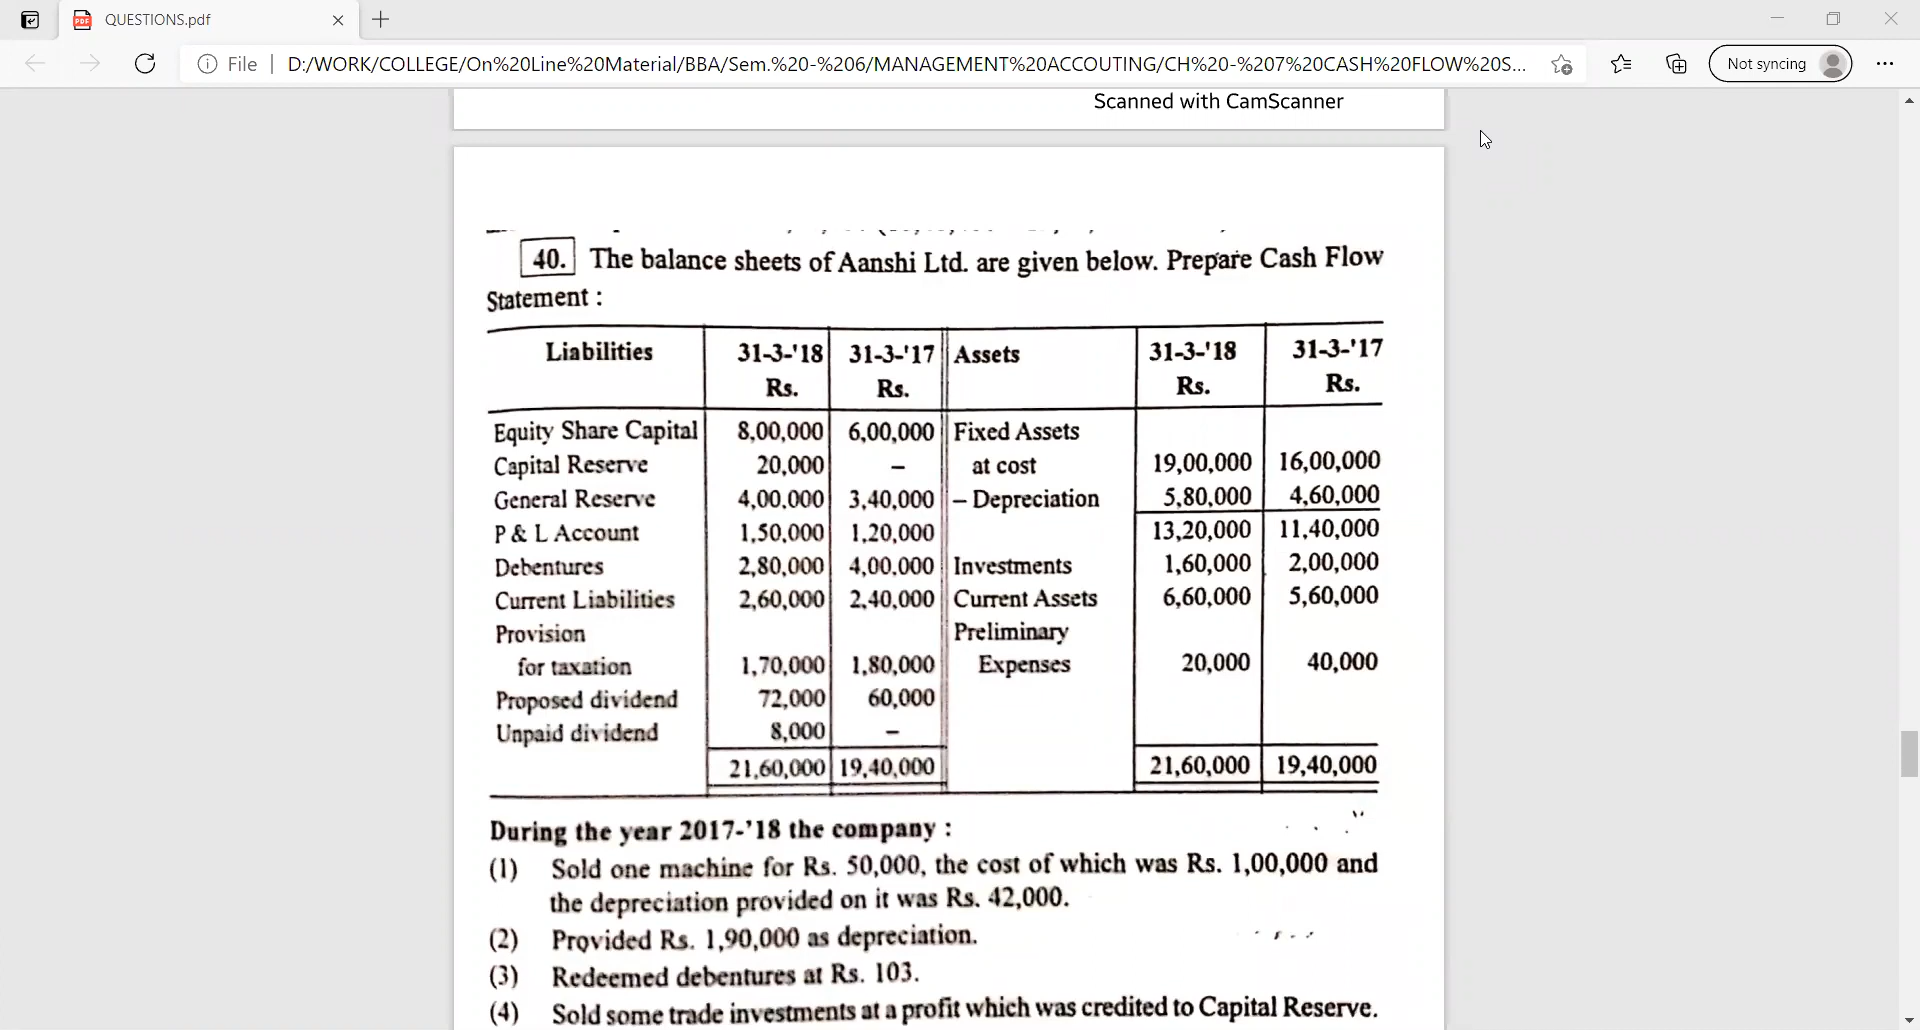 QUESTIONS.pdf
File | D:/WORK/COLLEGE/On%20Line%20Material/BBA/Sem.%20-%206/MANAGEMENT%20ACCOUTING/CH%20-%207%20CASH%20FLOW%20S... Not syncing
Scanned with CamScanner
40. The balance sheets of Aanshi Ltd. are given below. Prepare Cash Flow
Statement :
Liabilities 31-3-'18 31-3-'17 Assets 31-3-'18 31-3-'17
Rs. Rs. Rs. Rs.
Equity Share Capital 8,00,000 6,00,000 Fixed Assets
Capital Reserve 20,000 – at cost 19,00,000 16,00,000
General Reserve 4,00,000 3,40,000 – Depreciation 5,80,000 4,60,000
P & L Account 1,50,000 1,20,000 13,20,000 11,40,000
Debentures 2,80,000 4,00,000 Investments 1,60,000 2,00,000
Current Liabilities 2,60,000 2,40,000 Current Assets 6,60,000 5,60,000
Provision Preliminary
for taxation 1,70,000 1,80,000 Expenses 20,000 40,000
Proposed dividend 72,000 60,000
Unpaid dividend 8,000 –
21,60,000 19,40,000 21,60,000 19,40,000
During the year 2017-'18 the company :
(1) Sold one machine for Rs. 50,000, the cost of which was Rs. 1,00,000 and
the depreciation provided on it was Rs. 42,000.
(2) Provided Rs. 1,90,000 as depreciation.
(3) Redeemed debentures at Rs. 103.
(4) Sold some trade investments at a profit which was credited to Capital Reserve.